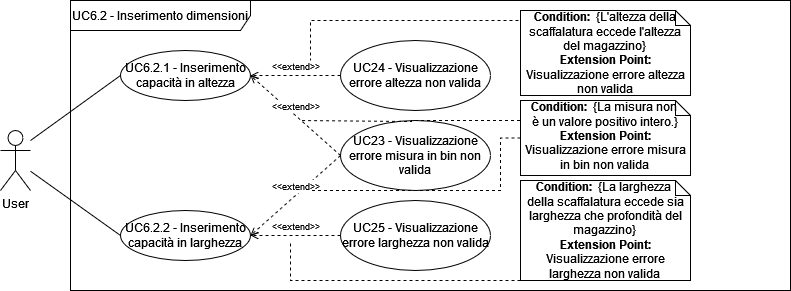 UC6.2 - Inserimento dimensioni
Condition: {L'altezza della
scaffalatura eccede l'altezza
del magazzino}
Extension Point:
Visualizzazione errore altezza
non valida
UC6.2.1 - Inserimento
capacità in altezza
<<extend>>
UC24 - Visualizzazione
errore altezza non valida
<<extend>>
Condition: {La misura non
è un valore positivo intero.}
Extension Point:
Visualizzazione errore misura
in bin non valida
UC23 - Visualizzazione
errore misura in bin non
valida
User
<<extend>>
Condition: {La larghezza
della scaffalatura eccede sia
larghezza che profondità del
magazzino}
Extension Point:
Visualizzazione errore
larghezza non valida
UC6.2.2 - Inserimento
capacità in larghezza
<<extend>>
UC25 - Visualizzazione
errore larghezza non valida